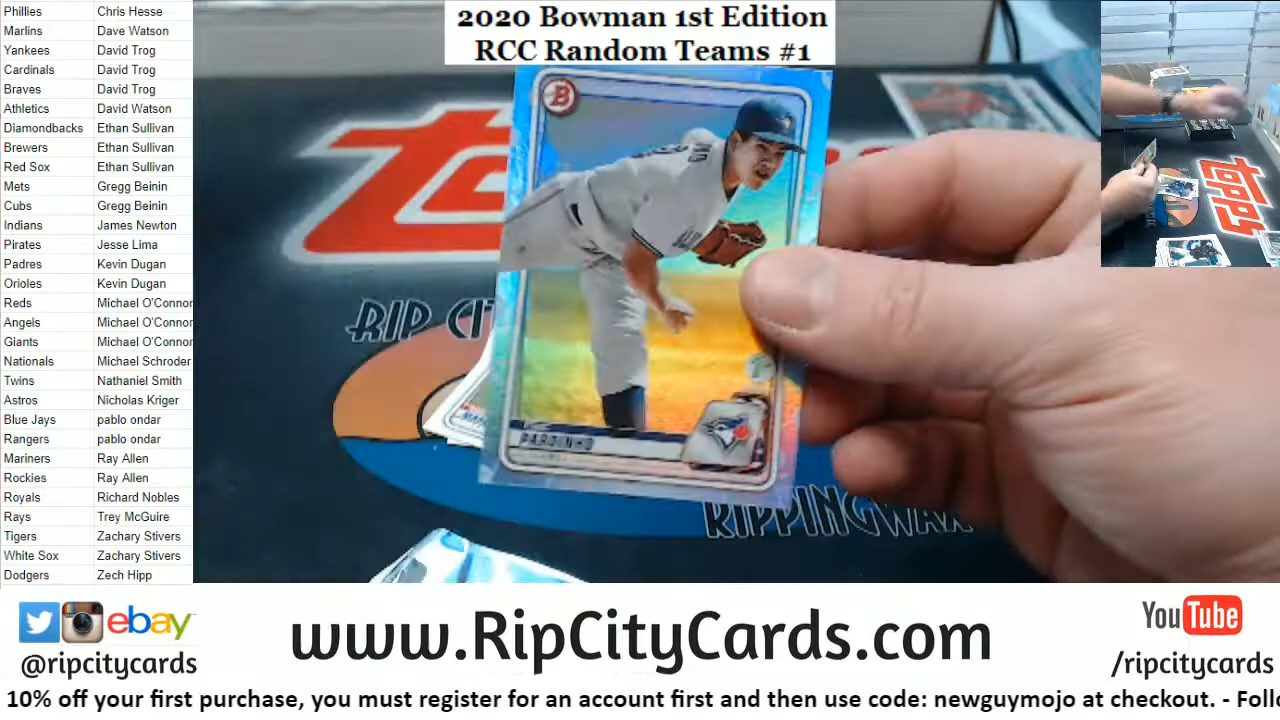 2020 Bowman 1st Edition
RCC Random Teams #1
Phillies Chris Hesse
Marlins Dave Watson
Yankees David Trog
Cardinals David Trog
Braves David Trog
Athletics David Watson
Diamondbacks Ethan Sullivan
Brewers Ethan Sullivan
Red Sox Ethan Sullivan
Mets Gregg Beinin
Cubs Gregg Beinin
Indians James Newton
Pirates Jesse Lima
Padres Kevin Dugan
Orioles Kevin Dugan
Reds Michael O'Connor
Angels Michael O'Connor
Giants Michael O'Connor
Nationals Michael Schroder
Twins Nathaniel Smith
Astros Nicholas Kriger
Blue Jays pablo ondar
Rangers pablo ondar
Mariners Ray Allen
Rockies Ray Allen
Royals Richard Nobles
Rays Trey McGuire
Tigers Zachary Stivers
White Sox Zachary Stivers
Dodgers Zech Hipp
B
PARDINHO
RIP CI
RIPPINGWAX
topps
ebay
@ripcitycards
www.RipCityCards.com
YouTube
/ripcitycards
10% off your first purchase, you must register for an account first and then use code: newguymojo at checkout. - Follo